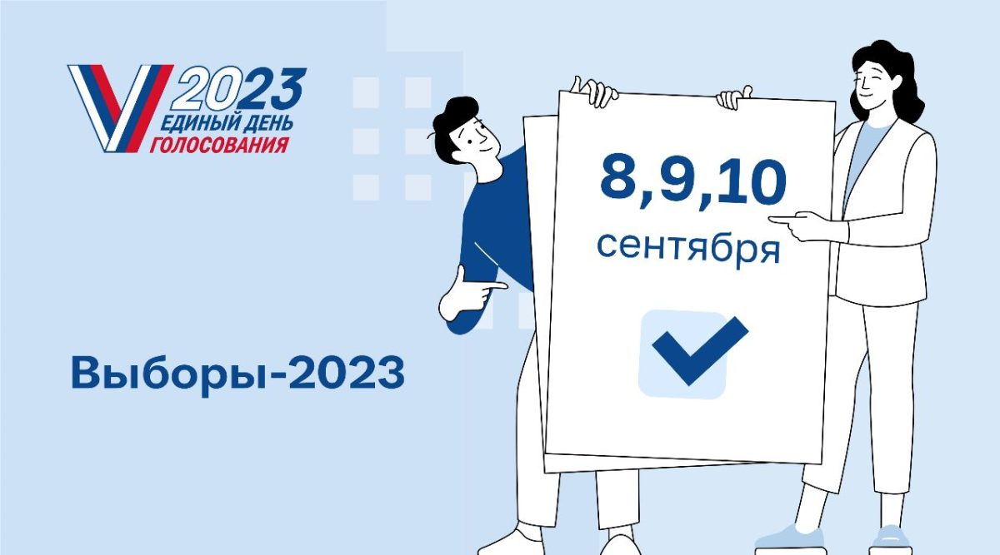 2023
ЕДИНЫЙ ДЕНЬ
ГОЛОСОВАНИЯ
8,9,10
сентября
Выборы-2023